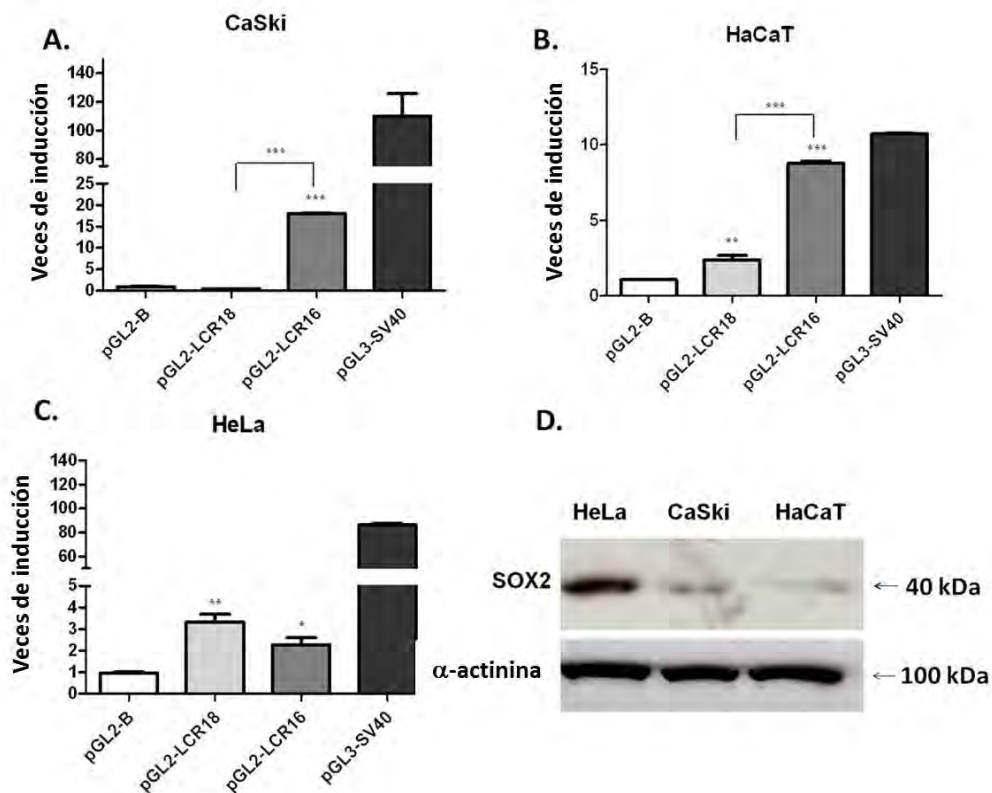 A.
CaSki
Veces de inducción
140
120
100
80
25
20
15
10
5
0
***
***
pGL2-B
pGL2-LCR18
pGL2-LCR16
pGL3-SV40
B.
HaCaT
Veces de inducción
15
10
5
0
**
***
***
pGL2-B
pGL2-LCR18
pGL2-LCR16
pGL3-SV40
C.
HeLa
Veces de inducción
140
120
100
80
60
5
4
3
2
1
0
**
*
pGL2-B
pGL2-LCR18
pGL2-LCR16
pGL3-SV40
D.
HeLa CaSki HaCaT
SOX2 ← 40 kDa
α-actinina ← 100 kDa